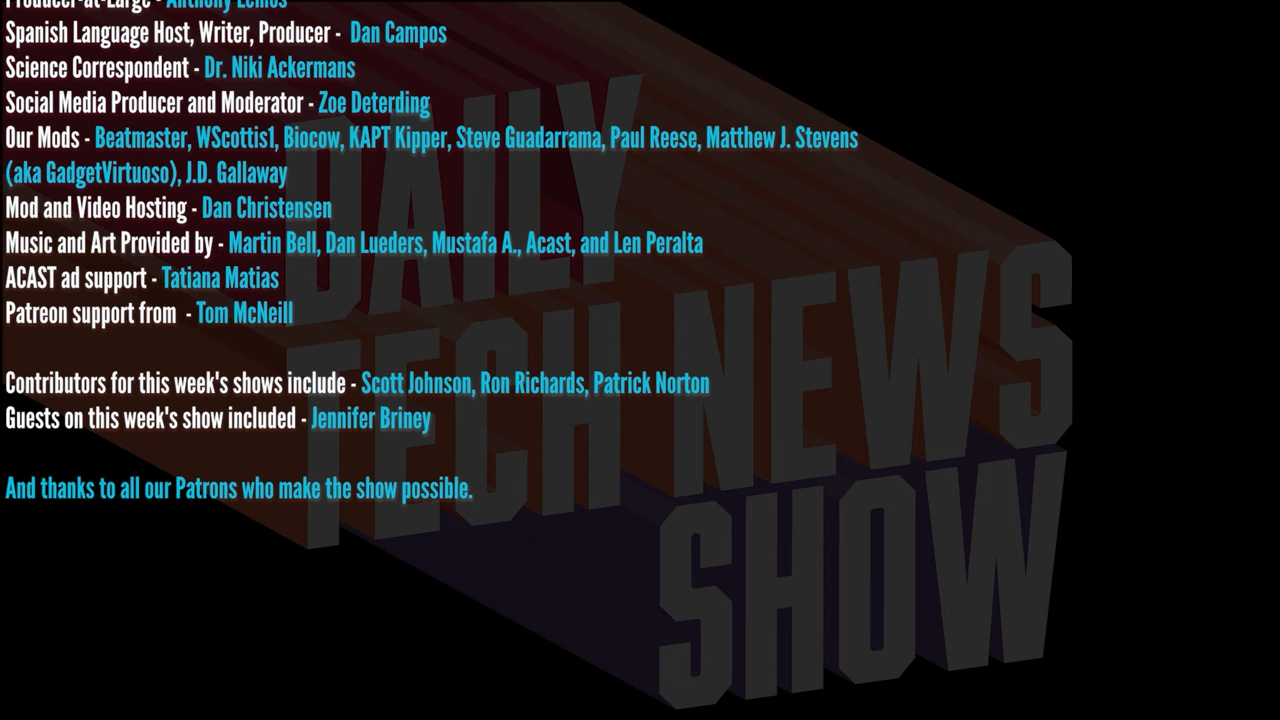 Producer-at-Large - Anthony Lemos
Spanish Language Host, Writer, Producer - Dan Campos
Science Correspondent - Dr. Niki Ackermans
Social Media Producer and Moderator - Zoe Deterding
Our Mods - Beatmaster, WScottis1, Biocow, KAPT Kipper, Steve Guadarrama, Paul Reese, Matthew J. Stevens
(aka GadgetVirtuoso), J.D. Gallaway
Mod and Video Hosting - Dan Christensen
Music and Art Provided by - Martin Bell, Dan Lueders, Mustafa A., Acast, and Len Peralta
ACAST ad support - Tatiana Matias
Patreon support from - Tom McNeill
Contributors for this week's shows include - Scott Johnson, Ron Richards, Patrick Norton
Guests on this week's show included - Jennifer Briney
And thanks to all our Patrons who make the show possible.
DAILY
TECH NEWS
SHOW